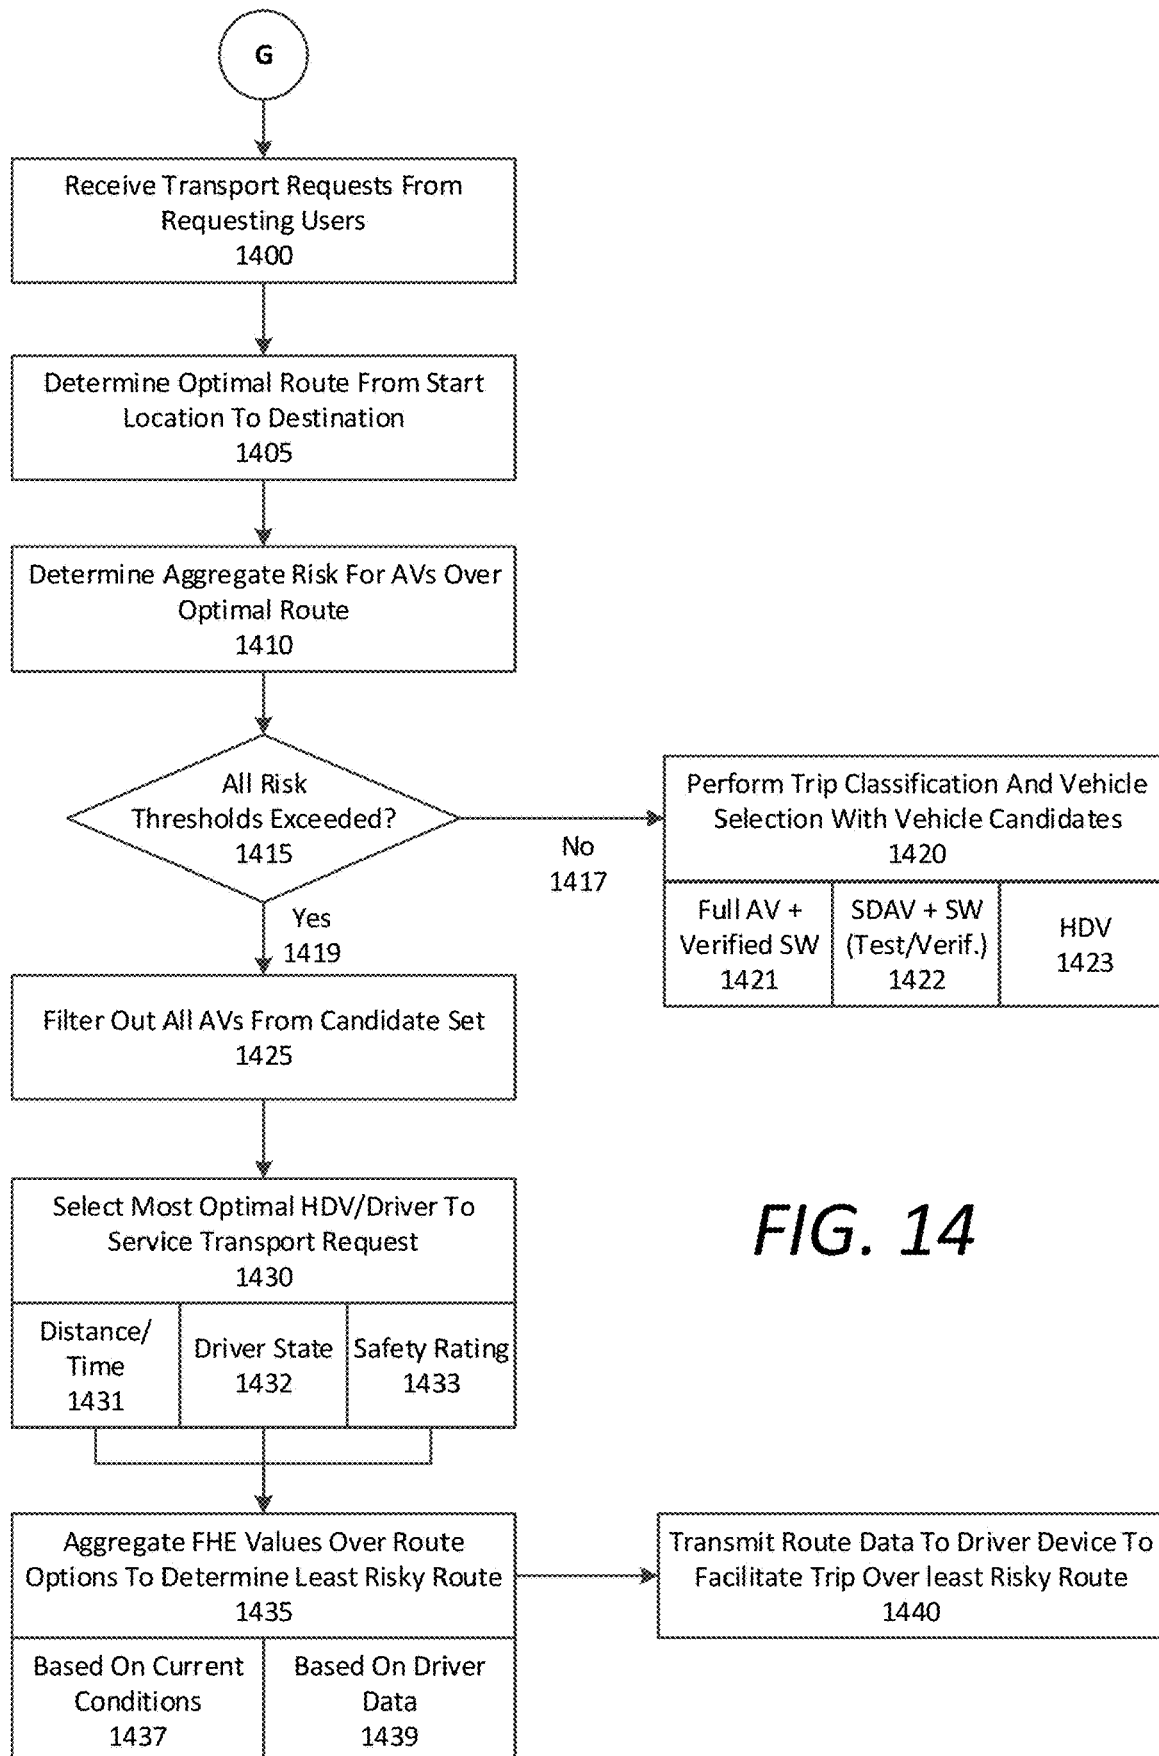 G
Receive Transport Requests From
Requesting Users
1400
Determine Optimal Route From Start
Location To Destination
1405
Determine Aggregate Risk For AVs Over
Optimal Route
1410
All Risk
Thresholds Exceeded?
1415
No
1417
Yes
1419
Perform Trip Classification And Vehicle
Selection With Vehicle Candidates
1420
Full AV +
Verified SW
1421
SDAV + SW
(Test/Verif.)
1422
HDV
1423
Filter Out All AVs From Candidate Set
1425
Select Most Optimal HDV/Driver To
Service Transport Request
1430
Distance/
Time
1431
Driver State
1432
Safety Rating
1433
FIG. 14
Aggregate FHE Values Over Route
Options To Determine Least Risky Route
1435
Based On Current
Conditions
1437
Based On Driver
Data
1439
Transmit Route Data To Driver Device To
Facilitate Trip Over least Risky Route
1440